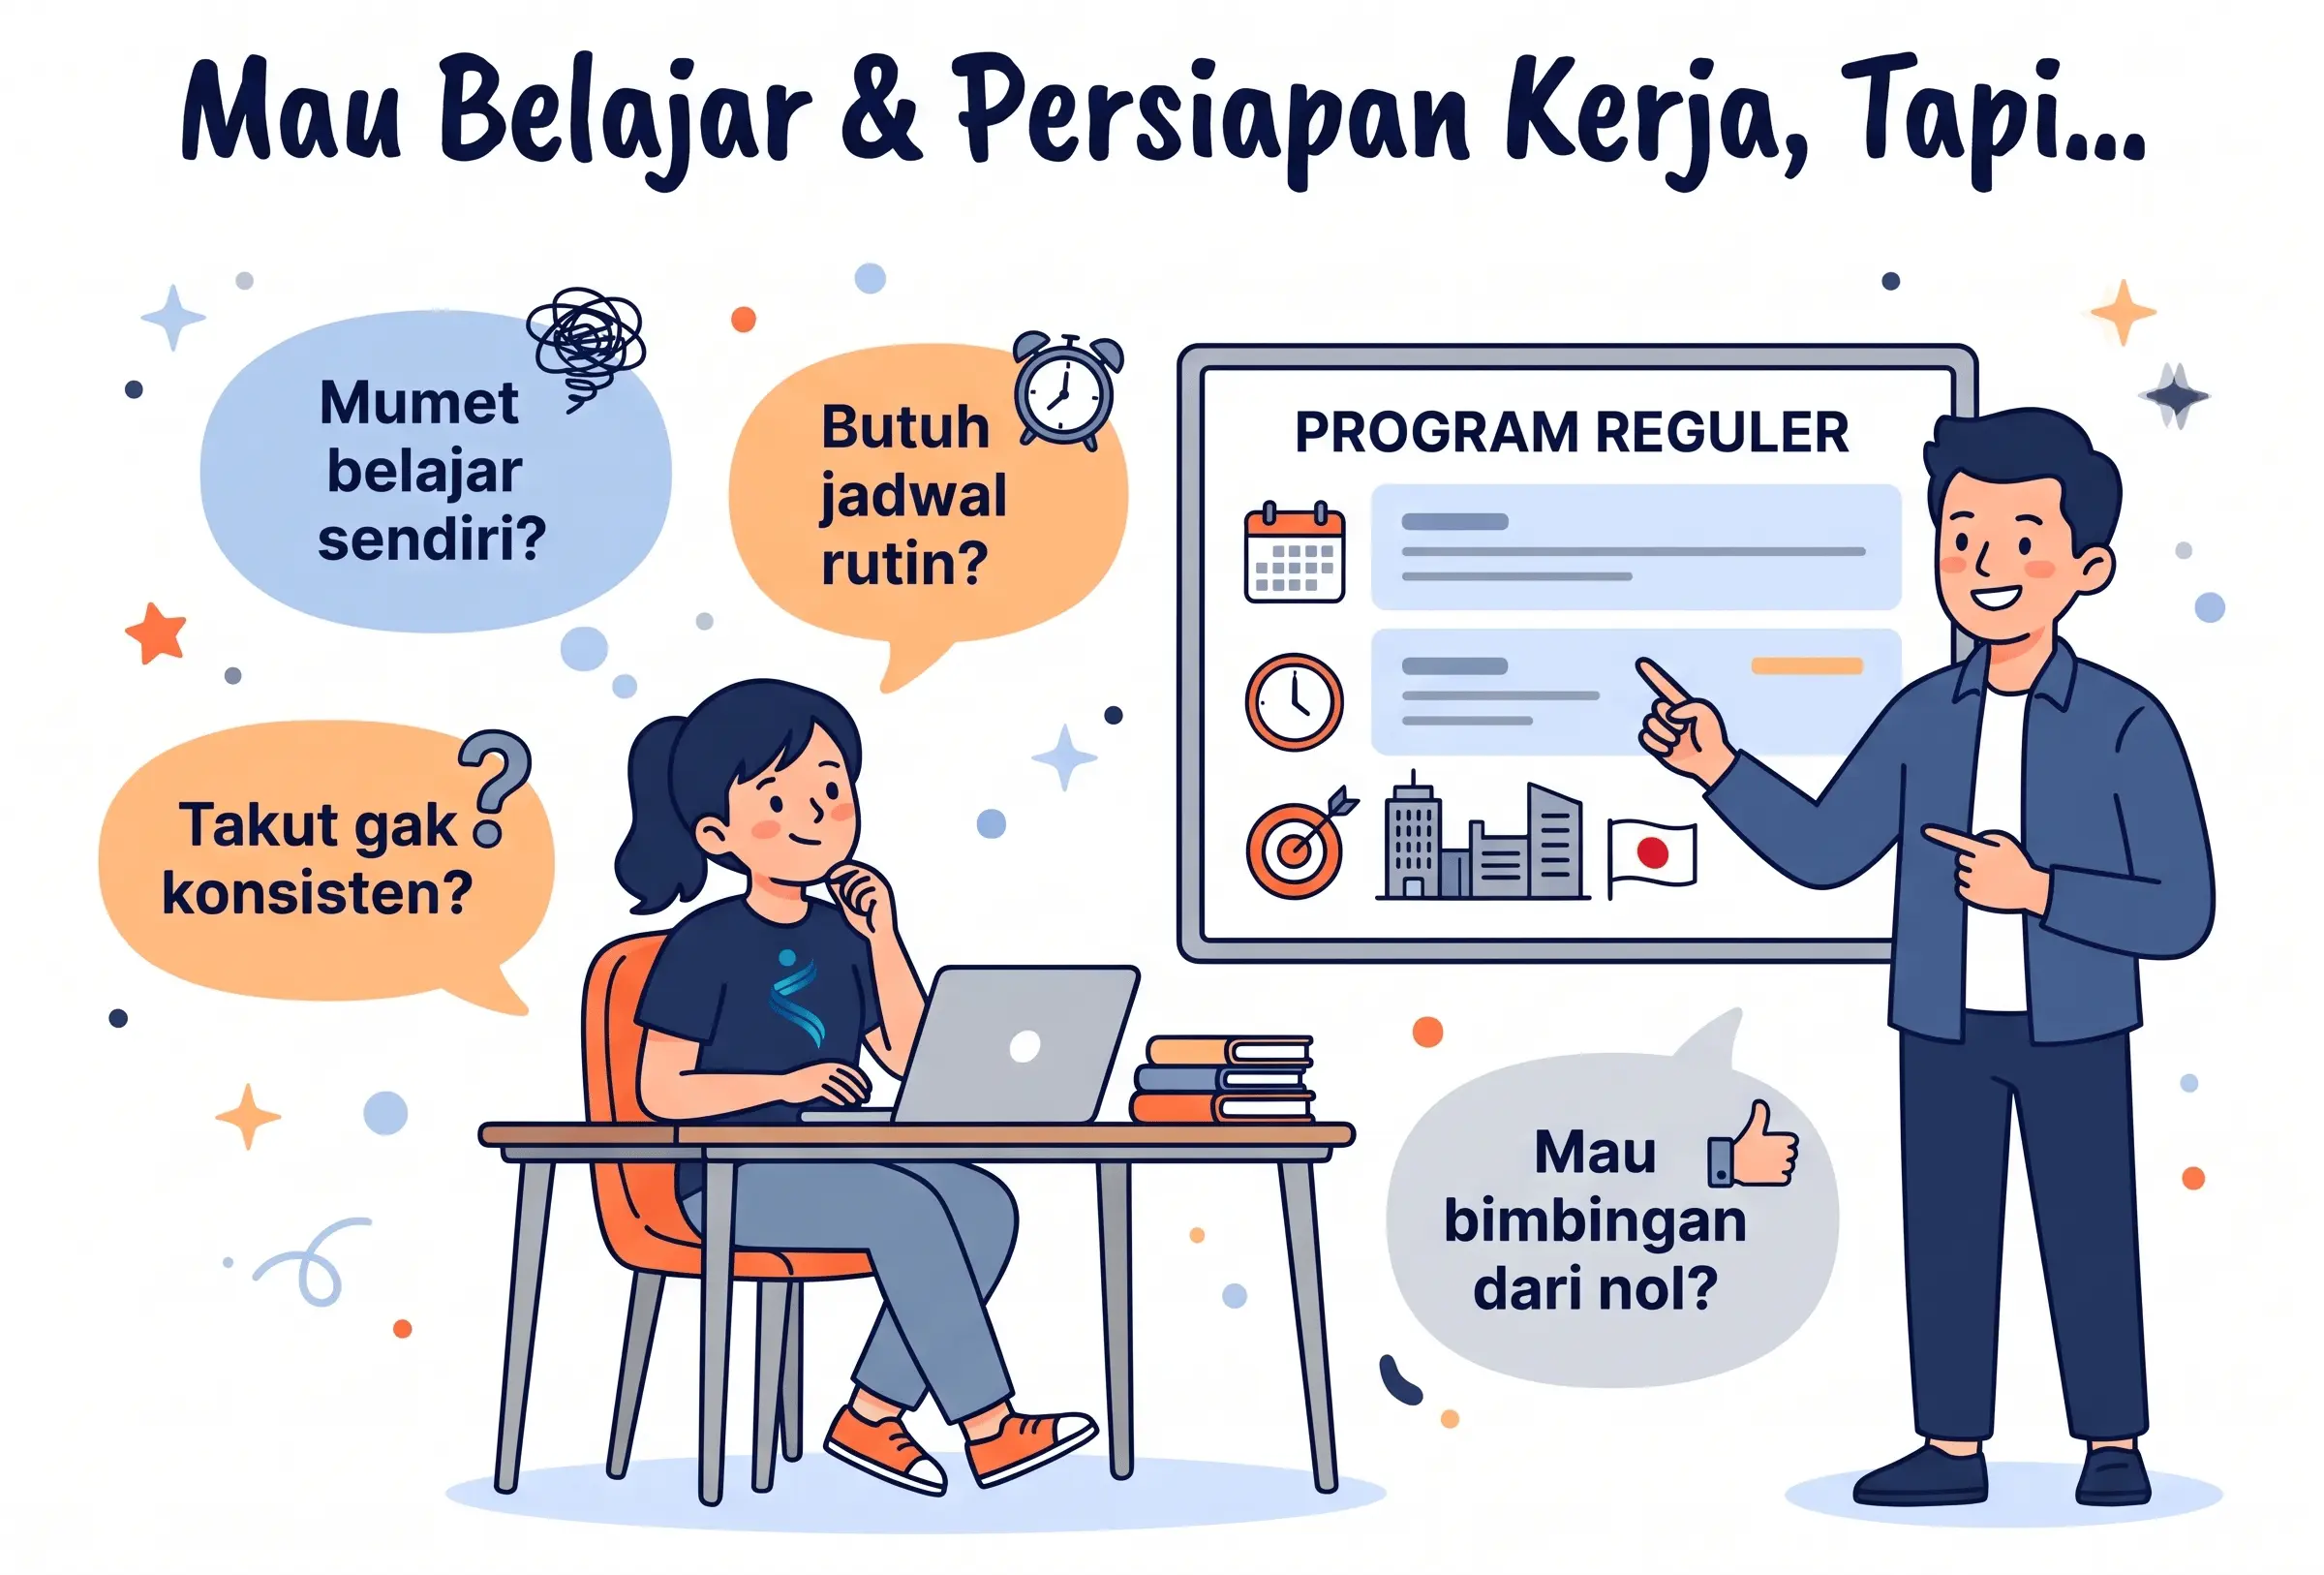 Mau Belajar & Persiapan Kerja, Tapi...
Mumet
belajar
sendiri?
Butuh
jadwal
rutin?
PROGRAM REGULER
Takut gak
konsisten?
Mau
bimbingan
dari nol?